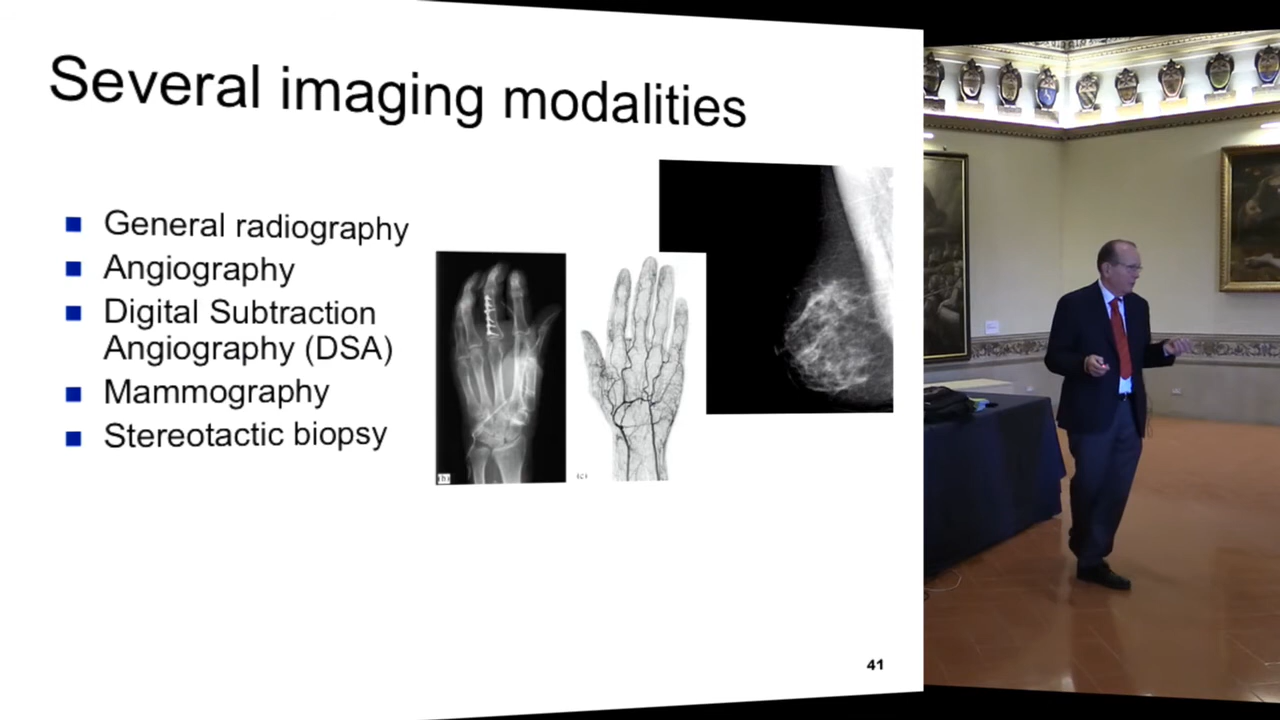 Several imaging modalities
General radiography
Angiography
Digital Subtraction
Angiography (DSA)
Mammography
Stereotactic biopsy
(b)
(c)
41